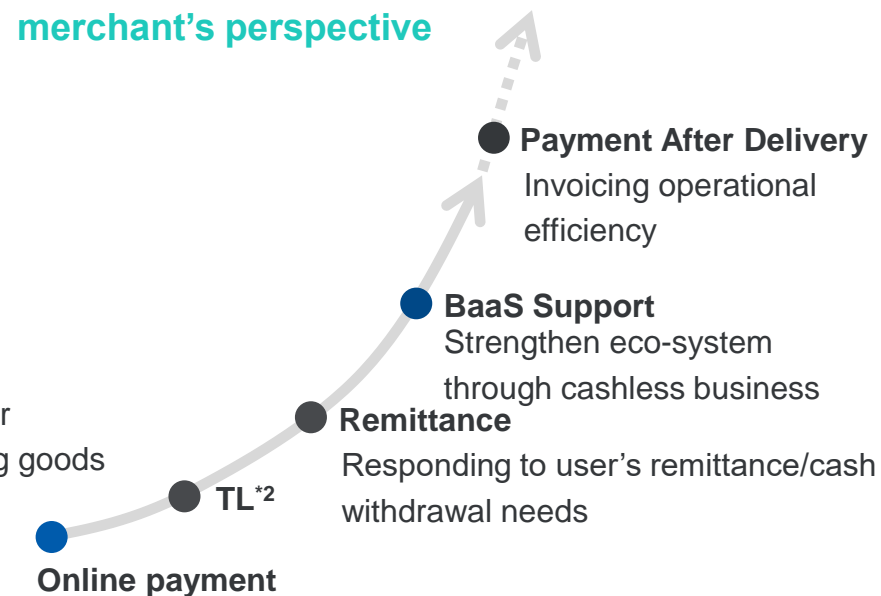 merchant’s perspective
Payment After Delivery
Invoicing operational
efficiency
BaaS Support
Strengthen eco-system
through cashless business
r
g goods
Remittance
Responding to user’s remittance/cash
withdrawal needs
TL*2
Online payment